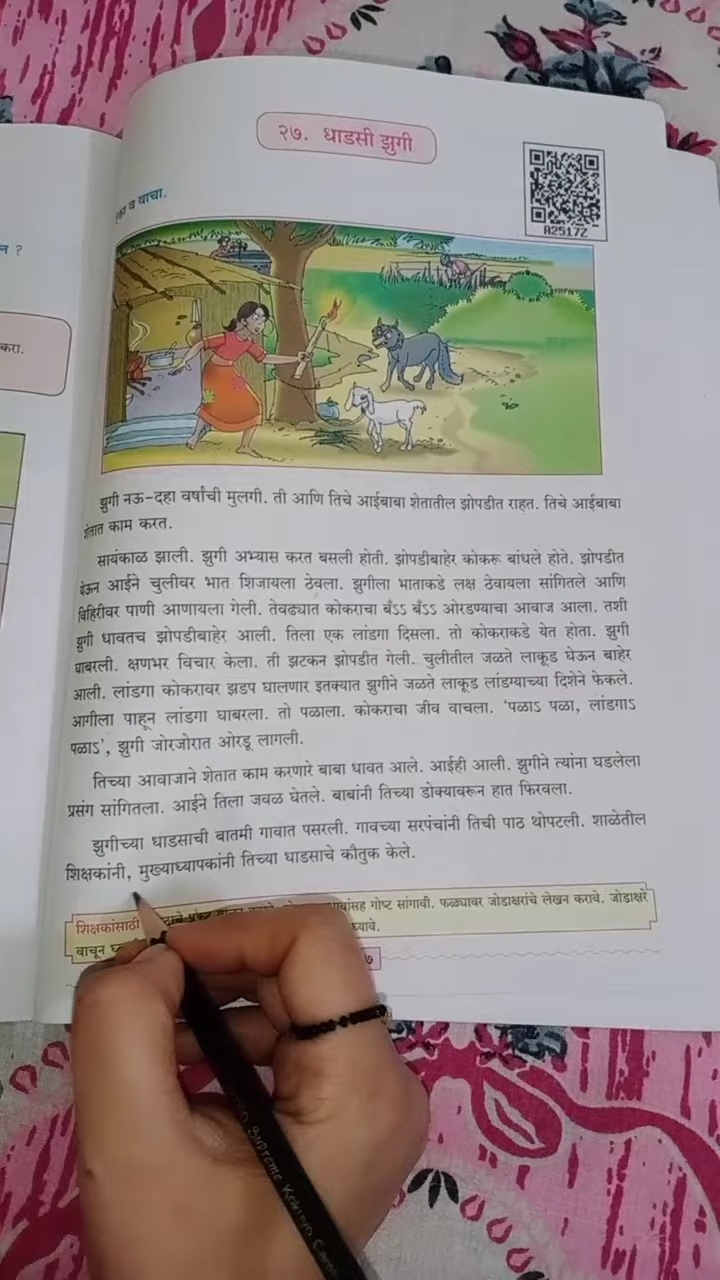 २७. धाडसी झुगी
व वाचा.
A2517Z
न ?
करा.
झुगी नऊ-दहा वर्षांची मुलगी. ती आणि तिचे आईबाबा शेतातील झोपडीत राहत. तिचे आईबाबा
शेतात काम करत.
सायंकाळ झाली. झुगी अभ्यास करत बसली होती. झोपडीबाहेर कोकरू बांधले होते. झोपडीत
येऊन आईने चुलीवर भात शिजायला ठेवला. झुगीला भाताकडे लक्ष ठेवायला सांगितले आणि
विहिरीवर पाणी आणायला गेली. तेवढ्यात कोकराचा बँऽऽ बँऽऽ ओरडण्याचा आवाज आला. तशी
झुगी धावतच झोपडीबाहेर आली. तिला एक लांडगा दिसला. तो कोकराकडे येत होता. झुगी
घाबरली. क्षणभर विचार केला. ती झटकन झोपडीत गेली. चुलीतील जळते लाकूड घेऊन बाहेर
आली. लांडगा कोकरावर झडप घालणार इतक्यात झुगीने जळते लाकूड लांडग्याच्या दिशेने फेकले.
आगीला पाहून लांडगा घाबरला. तो पळाला. कोकराचा जीव वाचला. ‘पळाऽ पळा, लांडगाऽ
पळाऽ’, झुगी जोरजोरात ओरडू लागली.
तिच्या आवाजाने शेतात काम करणारे बाबा धावत आले. आईही आली. झुगीने त्यांना घडलेला
प्रसंग सांगितला. आईने तिला जवळ घेतले. बाबांनी तिच्या डोक्यावरून हात फिरवला.
झुगीच्या धाडसाची बातमी गावात पसरली. गावच्या सरपंचांनी तिची पाठ थोपटली. शाळेतील
शिक्षकांनी, मुख्याध्यापकांनी तिच्या धाडसाचे कौतुक केले.
शिक्षकांसाठी गोष्ट सांगावी. फळ्यावर जोडाक्षरांचे लेखन करावे. जोडाक्षरे
वाचून घ्यावे.
७